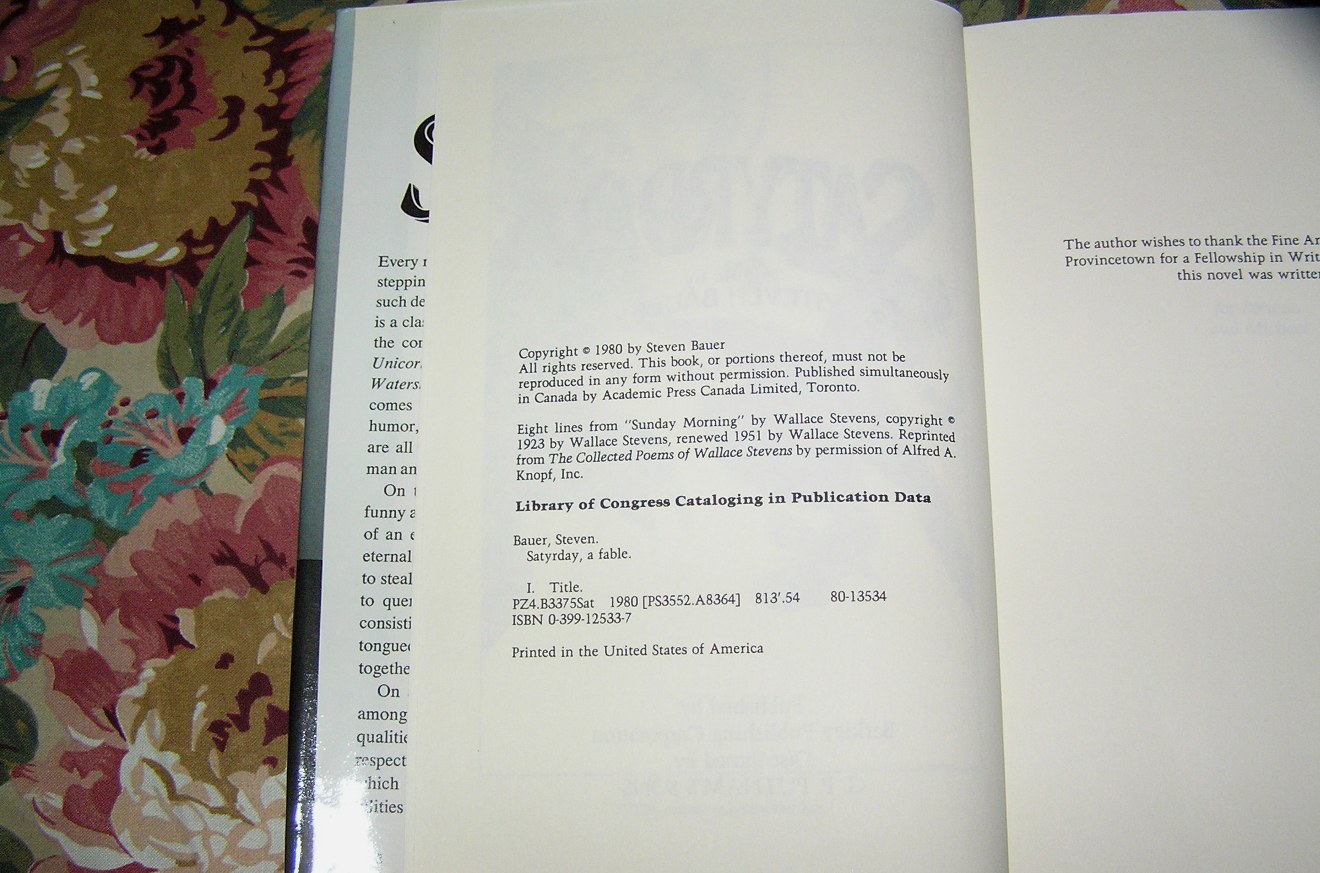 Every
steppin
such de
is a cla
the cor
Unicor
Waters.
comes
humor,
are all
man an
On
funny a
of an e
eternal
to steal
to quer
consisti
tongued
togethe
On
among
qualitie
respect
which
Cities
Copyright © 1980 by Steven Bauer
All rights reserved. This book, or portions thereof, must not be
reproduced in any form without permission. Published simultaneously
in Canada by Academic Press Canada Limited, Toronto.
Eight lines from "Sunday Morning" by Wallace Stevens, copyright ©
1923 by Wallace Stevens, renewed 1951 by Wallace Stevens. Reprinted
from The Collected Poems of Wallace Stevens by permission of Alfred A.
Knopf, Inc.
Library of Congress Cataloging in Publication Data
Bauer, Steven.
Satyrday, a fable.
I. Title.
PZ4.B3375Sat 1980 [PS3552.A8364] 813'.54 80-13534
ISBN 0-399-12533-7
Printed in the United States of America
The author wishes to thank the Fine Ar
Provincetown for a Fellowship in Writ
this novel was writte